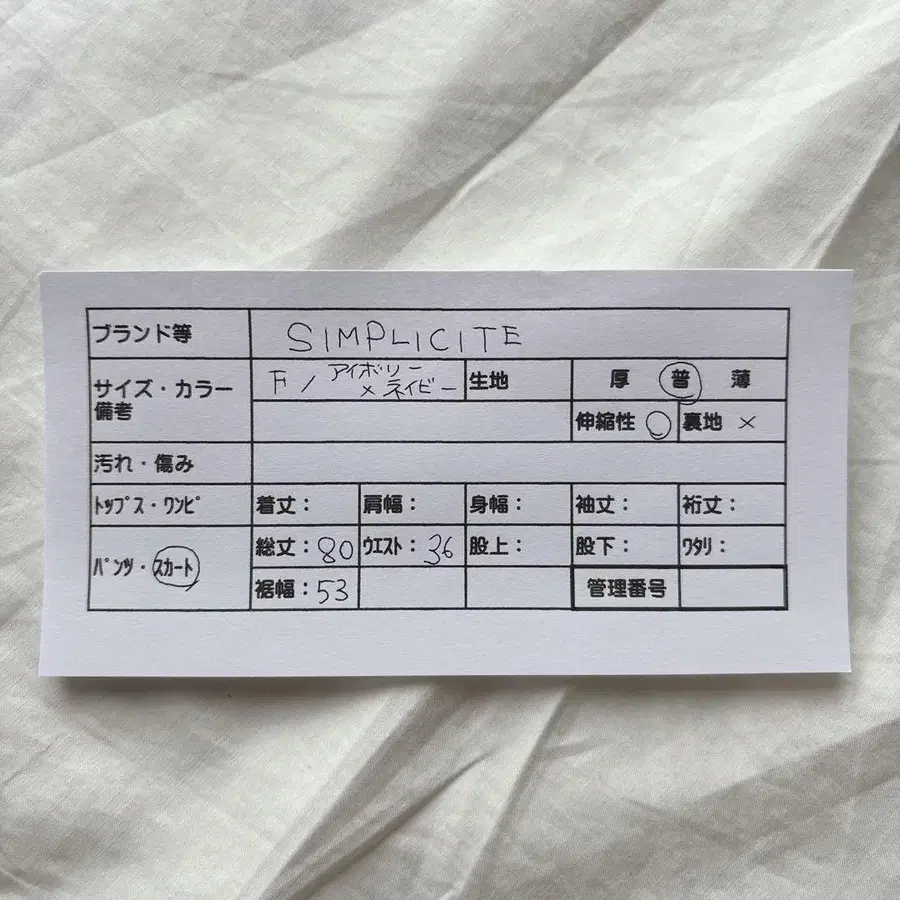 ブランド等 SIMPLICITE
サイズ・カラー 備考 F / アイボリー × ネイビー 生地 厚 普 薄
伸縮性 ○ 裏地 ×
汚れ・傷み
ﾄｯﾌﾟｽ・ﾜﾝﾋﾟ 着丈： 肩幅： 身幅： 袖丈： 裄丈：
ﾊﾟﾝﾂ・ｽｶｰﾄ 総丈：80 ｳｴｽﾄ：36 股上： 股下： ﾜﾀﾘ：
裾幅：53 管理番号